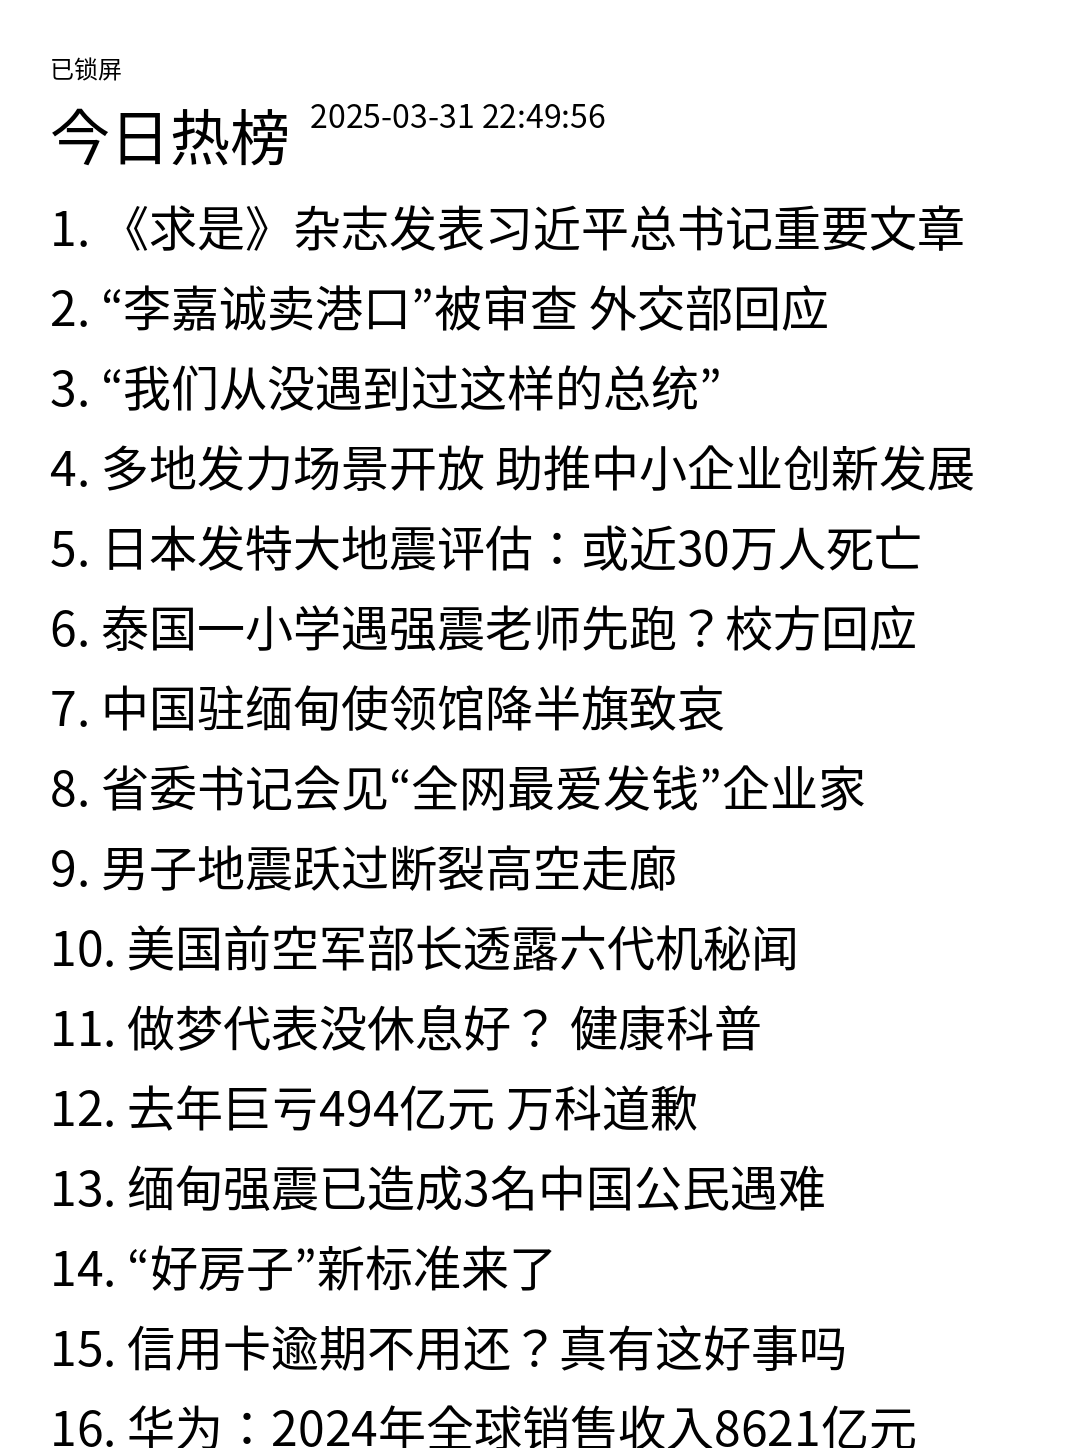 已锁屏
今日热榜 2025-03-31 22:49:56
1. 《求是》杂志发表习近平总书记重要文章
2. “李嘉诚卖港口”被审查 外交部回应
3. “我们从没遇到过这样的总统”
4. 多地发力场景开放 助推中小企业创新发展
5. 日本发特大地震评估：或近30万人死亡
6. 泰国一小学遇强震老师先跑？校方回应
7. 中国驻缅甸使领馆降半旗致哀
8. 省委书记会见“全网最爱发钱”企业家
9. 男子地震跃过断裂高空走廊
10. 美国前空军部长透露六代机秘闻
11. 做梦代表没休息好？ 健康科普
12. 去年巨亏494亿元 万科道歉
13. 缅甸强震已造成3名中国公民遇难
14. “好房子”新标准来了
15. 信用卡逾期不用还？真有这好事吗
16. 华为：2024年全球销售收入8621亿元